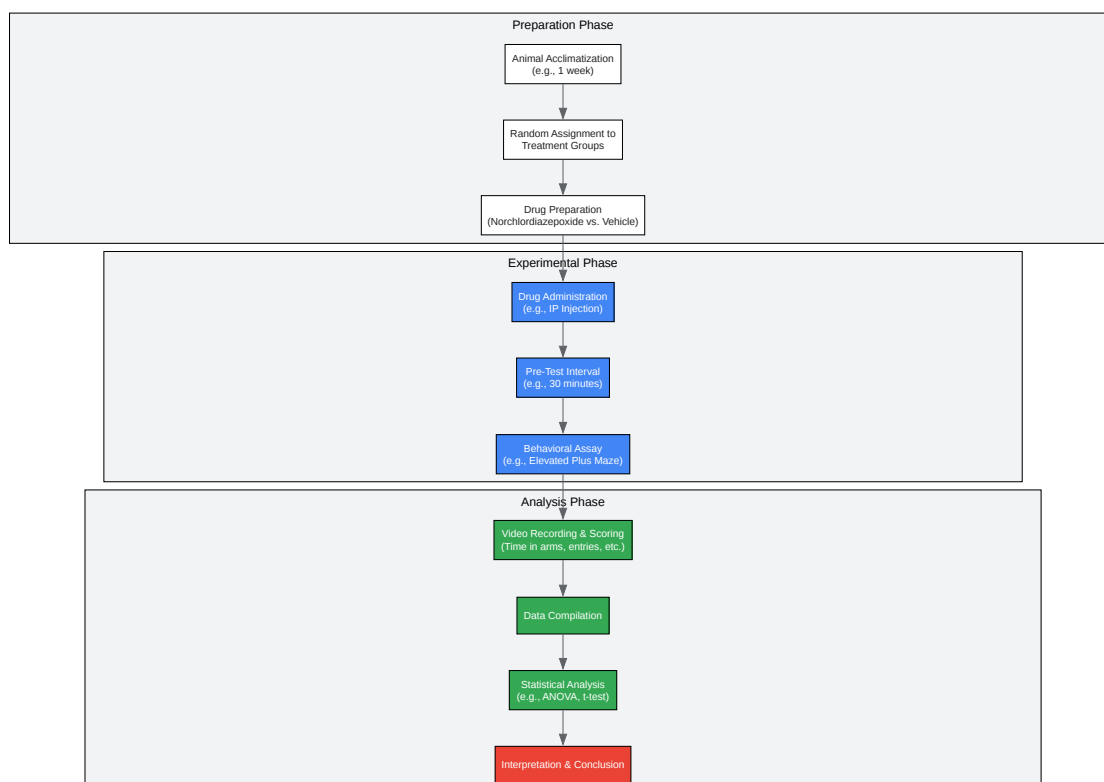 Preparation Phase
Animal Acclimatization
(e.g., 1 week)
Random Assignment to
Treatment Groups
Drug Preparation
(Norchlordiazepoxide vs. Vehicle)
Experimental Phase
Drug Administration
(e.g., IP Injection)
Pre-Test Interval
(e.g., 30 minutes)
Behavioral Assay
(e.g., Elevated Plus Maze)
Analysis Phase
Video Recording & Scoring
(Time in arms, entries, etc.)
Data Compilation
Statistical Analysis
(e.g., ANOVA, t-test)
Interpretation & Conclusion